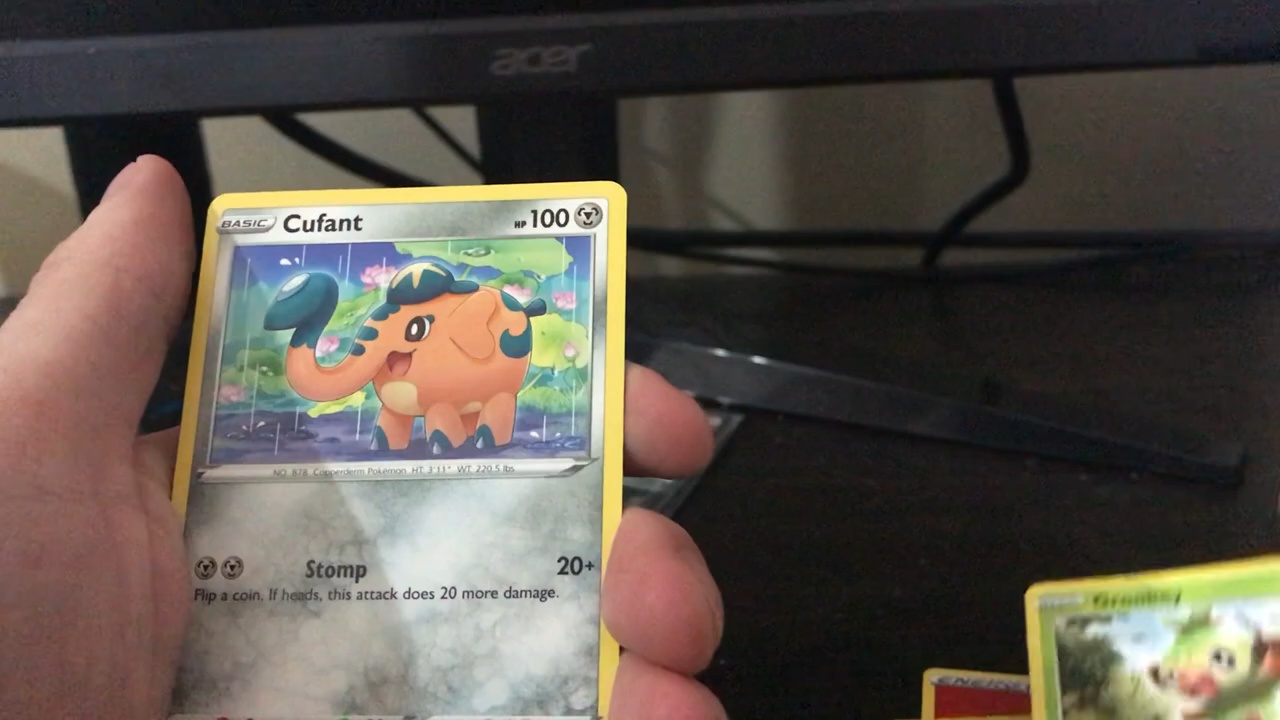 acer
BASIC Cufant HP 100
NO. 878 Copperderm Pokémon HT: 3'11" WT: 220.5 lbs.
Stomp 20+
Flip a coin. If heads, this attack does 20 more damage.
Grookey
ENERGY